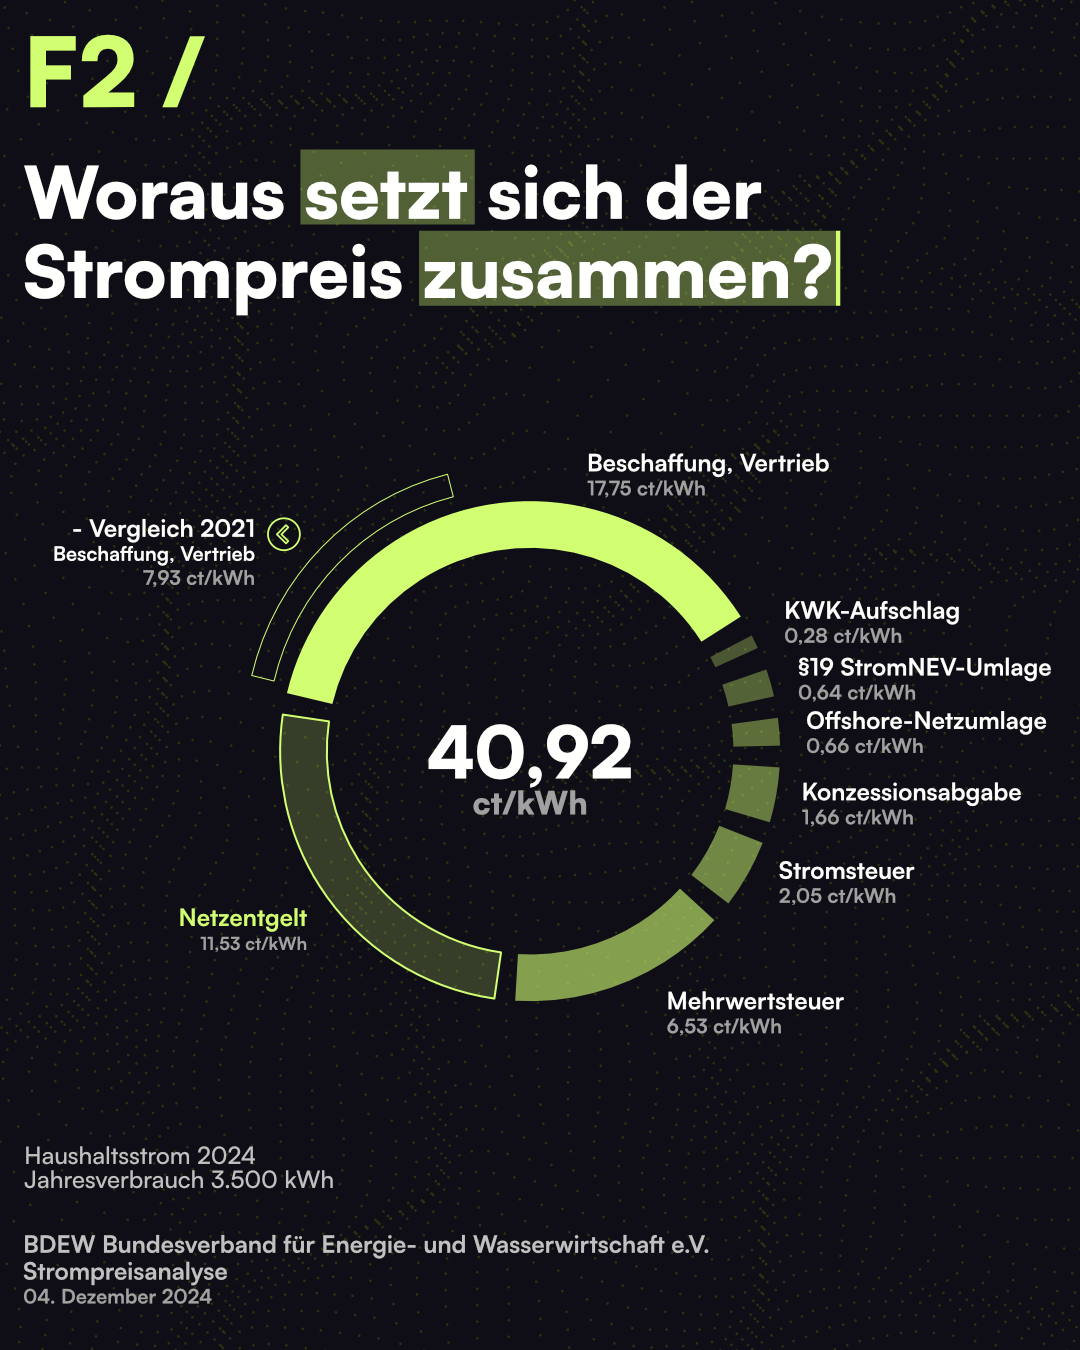 F2 /
Woraus setzt sich der
Strompreis zusammen?
Beschaffung, Vertrieb
17,75 ct/kWh
- Vergleich 2021
Beschaffung, Vertrieb
7,93 ct/kWh
KWK-Aufschlag
0,28 ct/kWh
§19 StromNEV-Umlage
0,64 ct/kWh
Offshore-Netzumlage
0,66 ct/kWh
40,92
ct/kWh
Konzessionsabgabe
1,66 ct/kWh
Stromsteuer
2,05 ct/kWh
Netzentgelt
11,53 ct/kWh
Mehrwertsteuer
6,53 ct/kWh
Haushaltsstrom 2024
Jahresverbrauch 3.500 kWh
BDEW Bundesverband für Energie- und Wasserwirtschaft e.V.
Strompreisanalyse
04. Dezember 2024